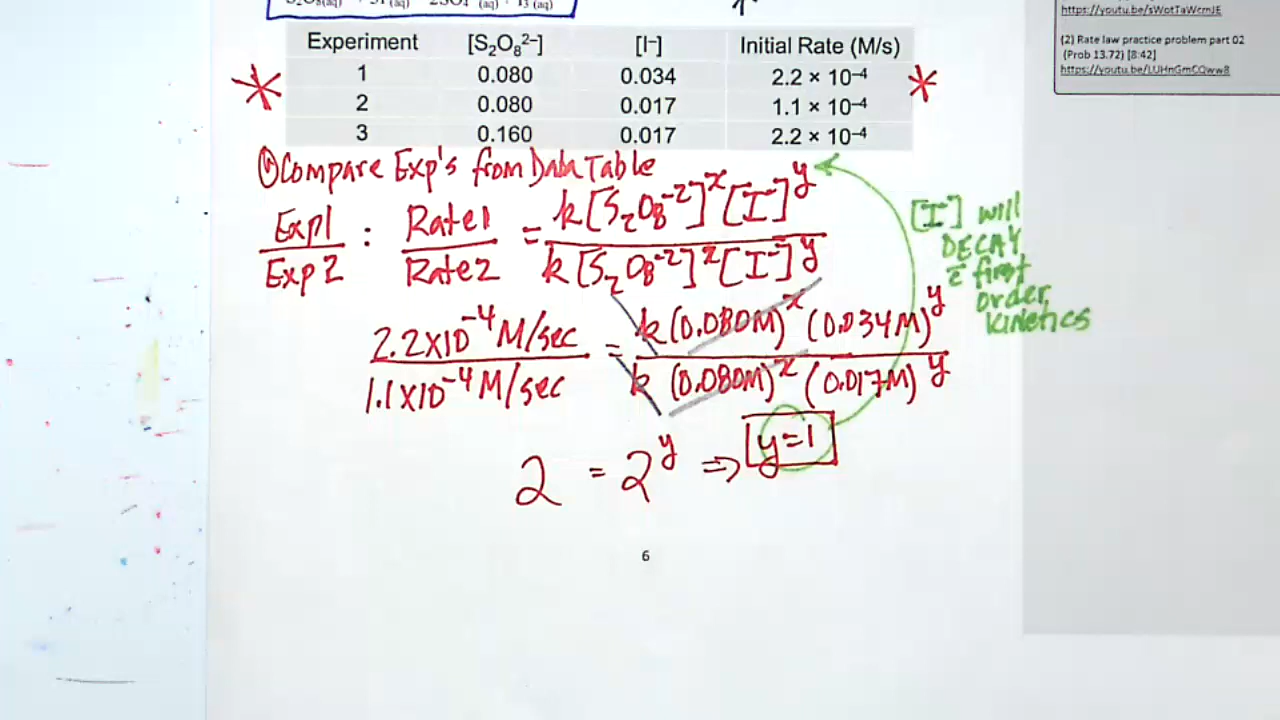 https://youtu.be/sWotTaWcmJE
(2) Rate law practice problem part 02
(Prob 13.72) [8:42]
https://youtu.be/LUHnGmCQww8
Experiment [S₂O₈²⁻] [I⁻] Initial Rate (M/s)
1 0.080 0.034 2.2 × 10⁻⁴
2 0.080 0.017 1.1 × 10⁻⁴
3 0.160 0.017 2.2 × 10⁻⁴
① Compare Exp's from Data Table
Exp1/Exp2 : Rate1/Rate2 = k[S₂O₈⁻²]ˣ[I⁻]ʸ / k[S₂O₈⁻²]ˣ[I⁻]ʸ
2.2x10⁻⁴ M/sec / 1.1x10⁻⁴ M/sec = k(0.080M)ˣ(0.034M)ʸ / k(0.080M)ˣ(0.017M)ʸ
2 = 2ʸ ⇒ y=1
[I⁻] will
DECAY
c̄ first
order
kinetics
6